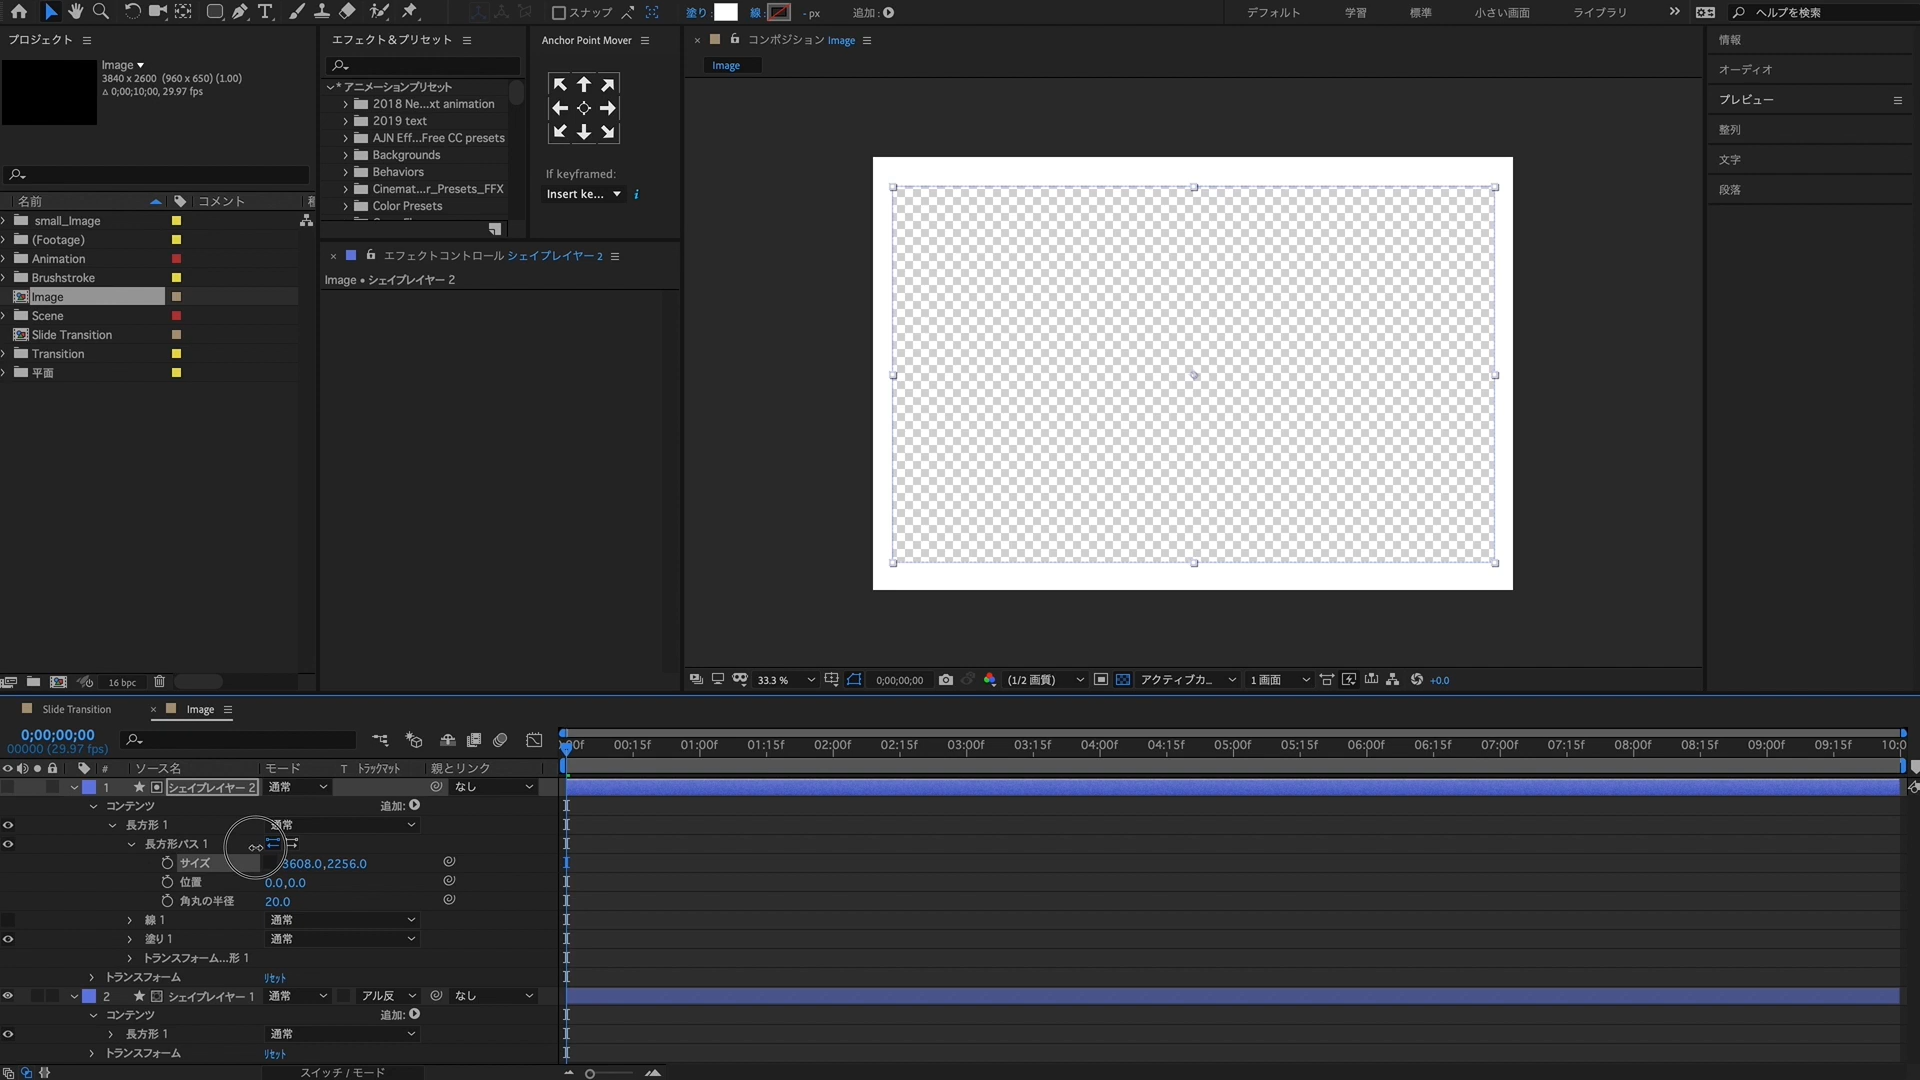 スナップ
塗り :
線 :
- px
追加 :
デフォルト
学習
標準
小さい画面
ライブラリ
ヘルプを検索
プロジェクト
Image
3840 x 2600 (960 x 650) (1.00)
Δ 0;00;10;00, 29.97 fps
名前
コメント
small_Image
(Footage)
Animation
Brushstroke
Image
Scene
Slide Transition
Transition
平面
16 bpc
エフェクト＆プリセット
* アニメーションプリセット
2018 Ne...xt animation
2019 text
AJN Eff...Free CC presets
Backgrounds
Behaviors
Cinemat...r_Presets_FFX
Color Presets
Anchor Point Mover
If keyframed:
Insert ke...
i
エフェクトコントロール シェイプレイヤー 2
Image • シェイプレイヤー 2
コンポジション Image
Image
33.3 %
0;00;00;00
(1/2 画質)
アクティブカ...
1 画面
+0.0
情報
オーディオ
プレビュー
整列
文字
段落
Slide Transition
Image
0;00;00;00
00000 (29.97 fps)
# ソース名
モード
T トラックマット
親とリンク
00f 00:15f 01:00f 01:15f 02:00f 02:15f 03:00f 03:15f 04:00f 04:15f 05:00f 05:15f 06:00f 06:15f 07:00f 07:15f 08:00f 08:15f 09:00f 09:15f 10:0
1 シェイプレイヤー 2 通常 なし
コンテンツ 追加:
長方形 1 通常
長方形パス 1
サイズ 3608.0,2256.0
位置 0.0,0.0
角丸の半径 20.0
線 1 通常
塗り 1 通常
トランスフォーム...形 1
トランスフォーム リセット
2 シェイプレイヤー 1 通常 アル反 なし
コンテンツ 追加:
長方形 1 通常
トランスフォーム リセット
スイッチ / モード